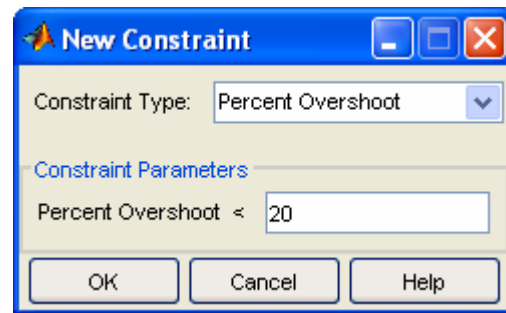 New Constraint
Constraint Type: Percent Overshoot
Constraint Parameters
Percent Overshoot < 20
OK Cancel Help